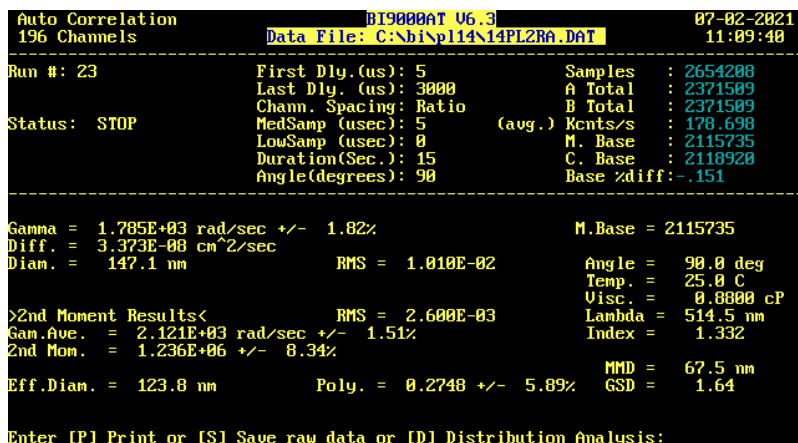 Auto Correlation BI9000AT V6.3 07-02-2021
196 Channels Data File: C:\bi\pl14\14PL2RA.DAT 11:09:40
Run #: 23 First Dly.(us): 5 Samples : 2654208
Last Dly. (us): 3000 A Total : 2371509
Chann. Spacing: Ratio B Total : 2371509
Status: STOP MedSamp (usec): 5 (avg.) Kcnts/s : 178.698
LowSamp (usec): 0 M. Base : 2115735
Duration(Sec.): 15 C. Base : 2118920
Angle(degrees): 90 Base %diff:-.151
Gamma = 1.785E+03 rad/sec +/- 1.82% M.Base = 2115735
Diff. = 3.373E-08 cm^2/sec
Diam. = 147.1 nm RMS = 1.010E-02 Angle = 90.0 deg
Temp. = 25.0 C
Visc. = 0.8800 cP
>2nd Moment Results< RMS = 2.600E-03 Lambda = 514.5 nm
Gam.Ave. = 2.121E+03 rad/sec +/- 1.51% Index = 1.332
2nd Mom. = 1.236E+06 +/- 8.34%
MMD = 67.5 nm
Eff.Diam. = 123.8 nm Poly. = 0.2748 +/- 5.89% GSD = 1.64
Enter [P] Print or [S] Save raw data or [D] Distribution Analysis: